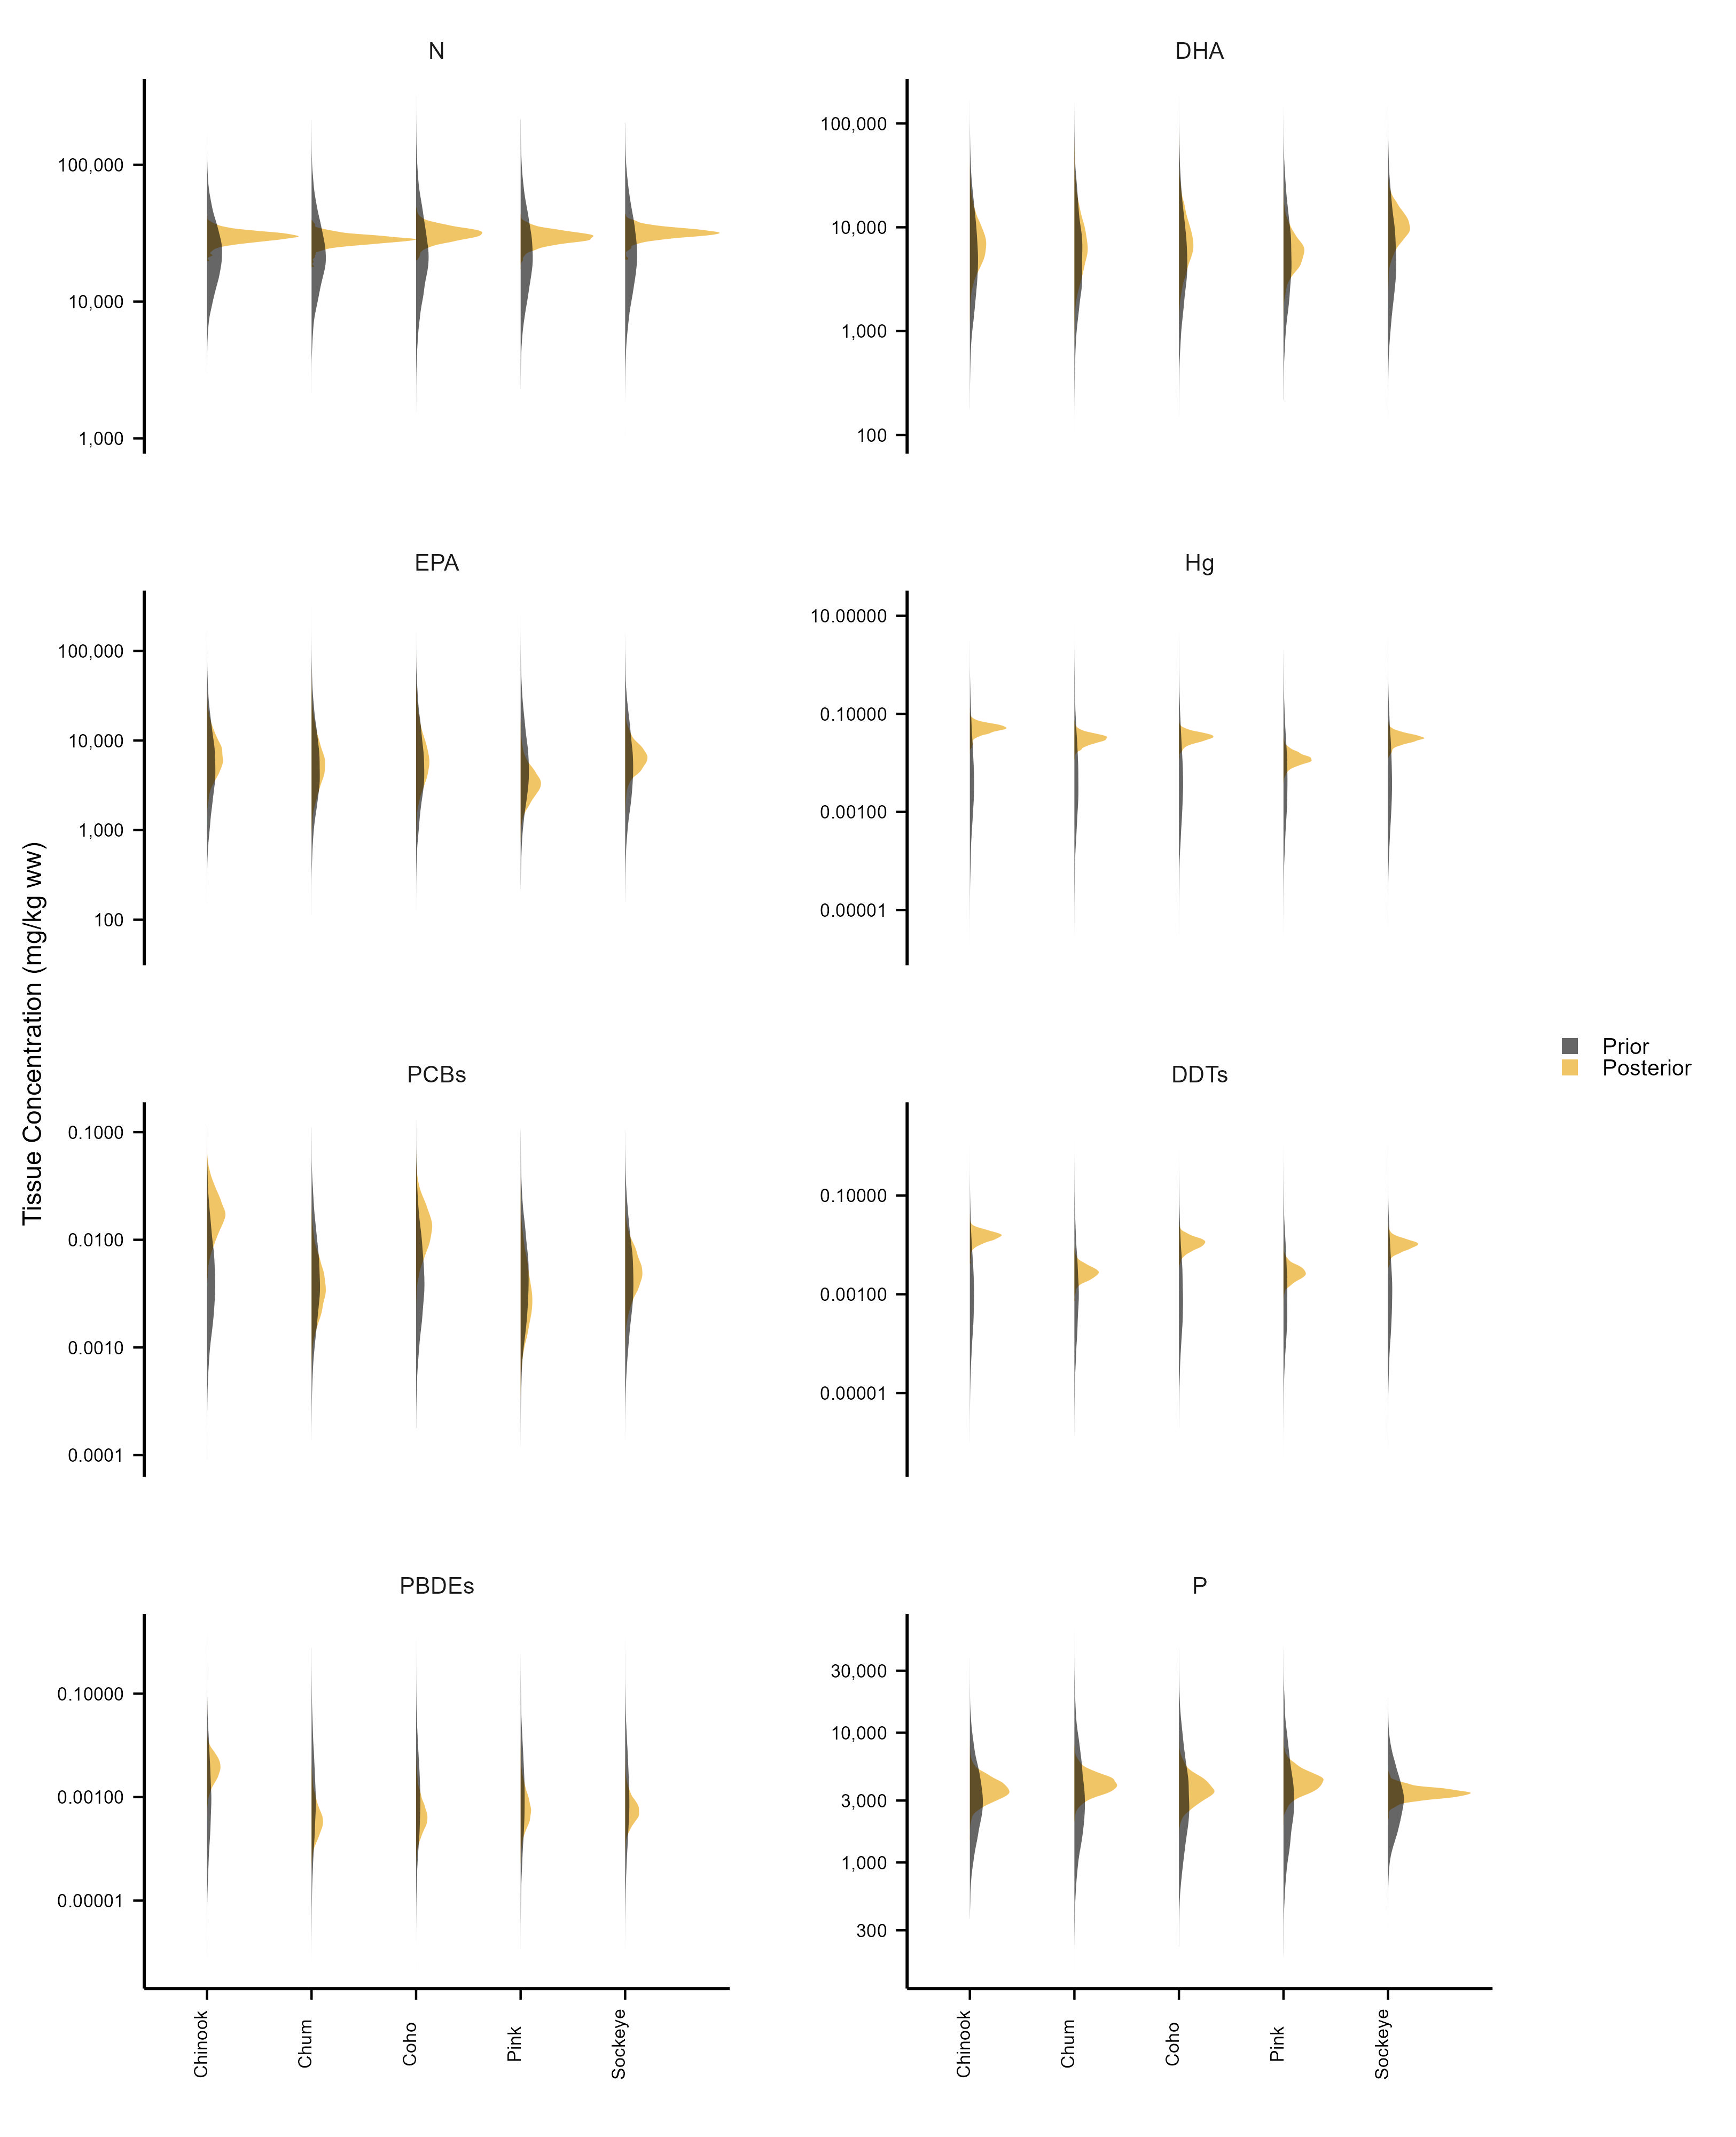 N
100,000
10,000
1,000
DHA
100,000
10,000
1,000
100
EPA
100,000
10,000
1,000
100
Hg
10.00000
0.10000
0.00100
0.00001
Tissue Concentration (mg/kg ww)
PCBs
0.1000
0.0100
0.0010
0.0001
DDTs
0.10000
0.00100
0.00001
Prior
Posterior
PBDEs
0.10000
0.00100
0.00001
Chinook
Chum
Coho
Pink
Sockeye
P
30,000
10,000
3,000
1,000
300
Chinook
Chum
Coho
Pink
Sockeye